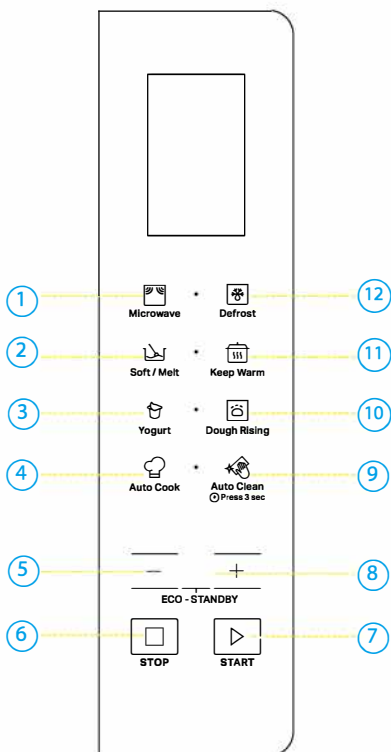 1
Microwave
Defrost
12
2
Soft / Melt
Keep Warm
11
3
Yogurt
Dough Rising
10
4
Auto Cook
Auto Clean
Press 3 sec
9
5
−
+
8
ECO - STANDBY
6
STOP
START
7